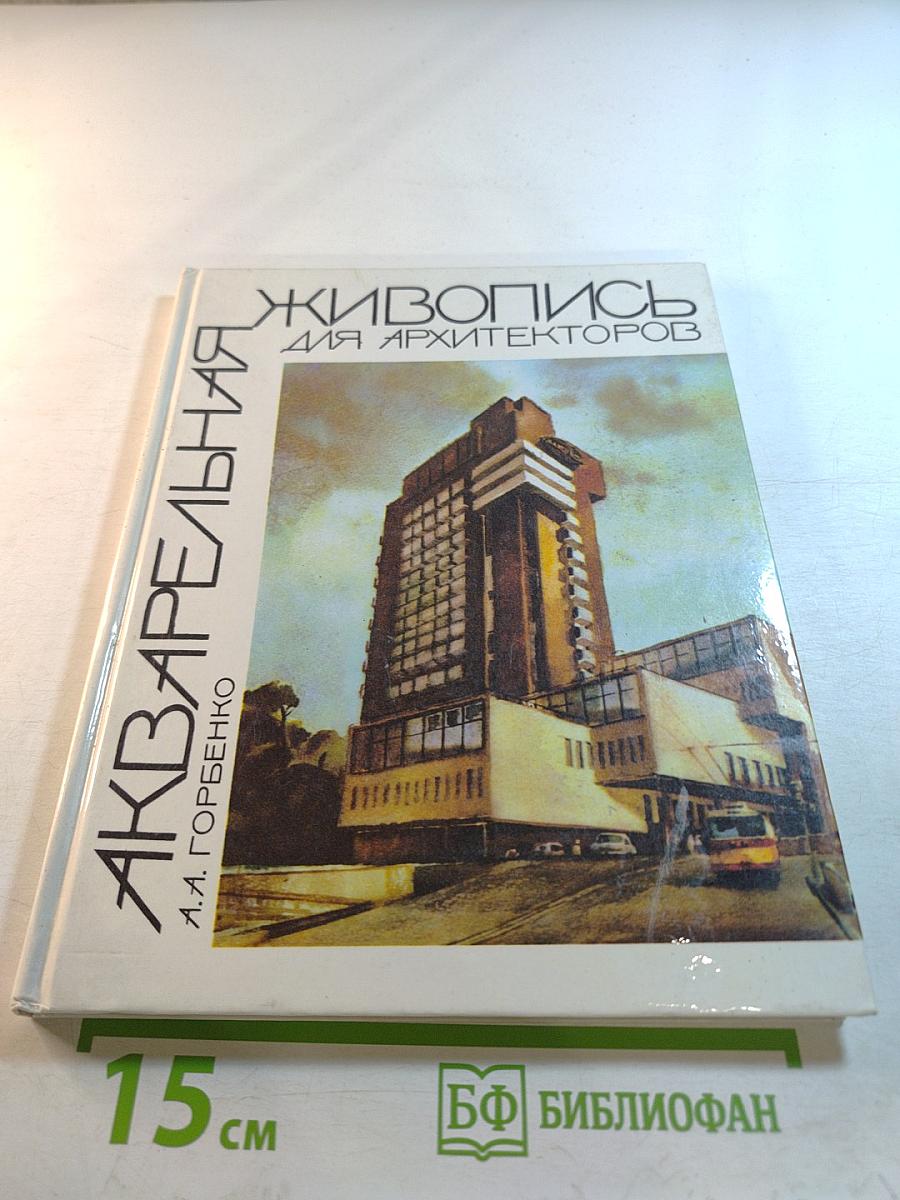 АКВАРЕЛЬНАЯ
ЖИВОПИСЬ
ДЛЯ АРХИТЕКТОРОВ
А.А. ГОРБЕНКО
15 см
БФ БИБЛИОФАН